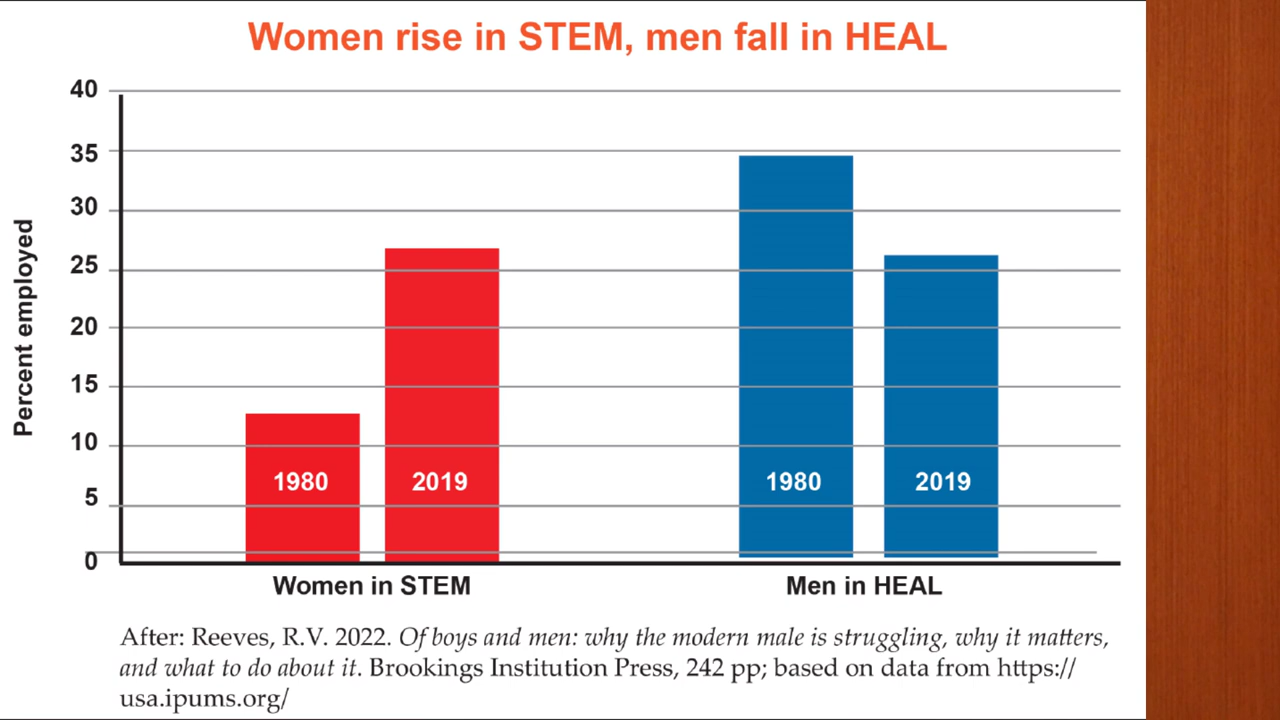 Women rise in STEM, men fall in HEAL
Percent employed
40
35
30
25
20
15
10
5
0
1980
2019
1980
2019
Women in STEM
Men in HEAL
After: Reeves, R.V. 2022. Of boys and men: why the modern male is struggling, why it matters,
and what to do about it. Brookings Institution Press, 242 pp; based on data from https://
usa.ipums.org/